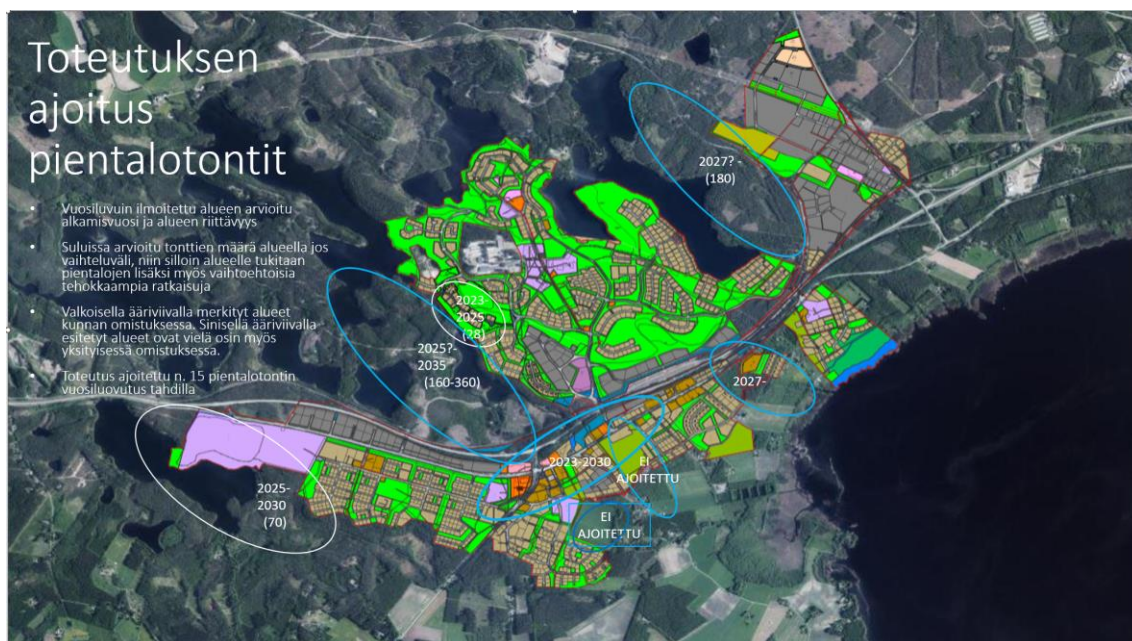 Toteutuksen
ajoitus
pientalotontit
• Vuosiluvuin ilmoitettu alueen arvioitu
alkamisvuosi ja alueen riittävyys
• Suluissa arvioitu tonttien määrä alueella jos
vaihteluväli, niin silloin alueelle tukitaan
pientalojen lisäksi myös vaihtoehtoisia
tehokkaampia ratkaisuja
• Valkoisella ääriviivalla merkityt alueet
kunnan omistuksessa. Sinisellä ääriviivalla
esitetyt alueet ovat vielä osin myös
yksityisessä omistuksessa.
• Toteutus ajoitettu n. 15 pientalotontin
vuosiluovutus tahdilla
2027? -
(180)
2023-
2025
(28)
2025?-
2035
(160-360)
2027-
2023-2030
EI
AJOITETTU
2025-
2030
(70)
EI
AJOITETTU